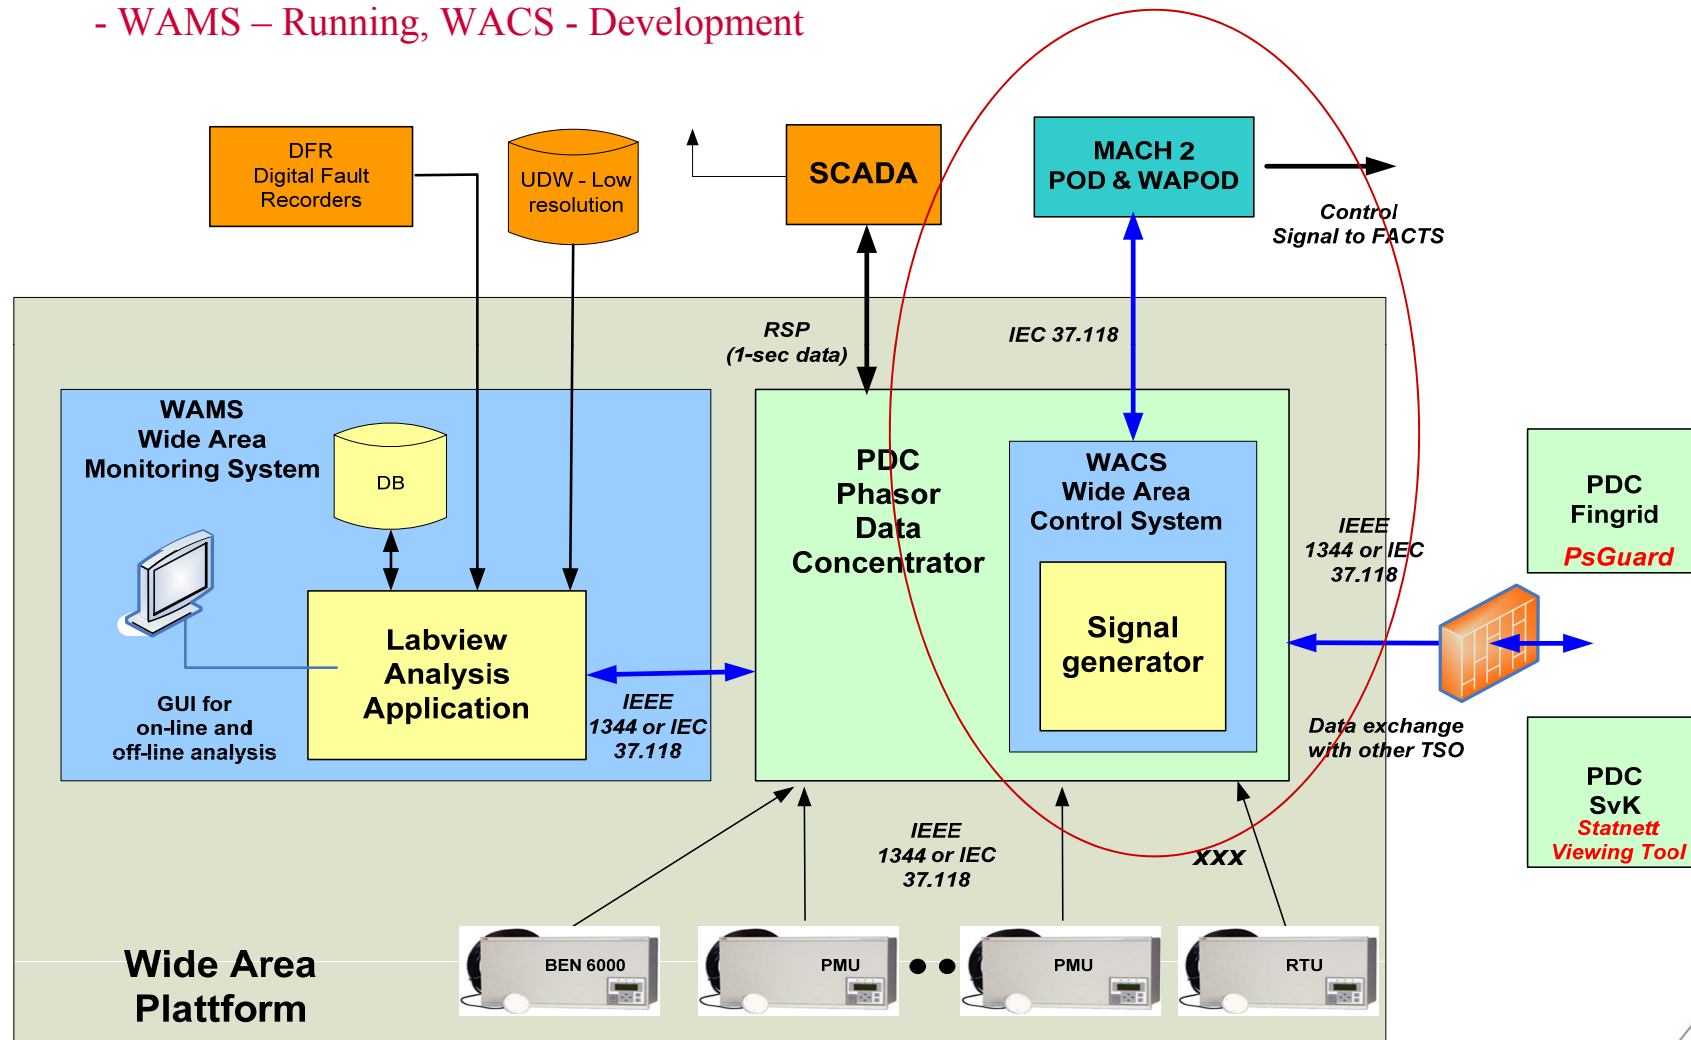 - WAMS – Running, WACS - Development
DFR
Digital Fault
Recorders
UDW - Low
resolution
SCADA
MACH 2
POD & WAPOD
Control
Signal to FACTS
RSP
(1-sec data)
IEC 37.118
WAMS
Wide Area
Monitoring System
DB
PDC
Phasor
Data
Concentrator
WACS
Wide Area
Control System
Signal
generator
IEEE
1344 or IEC
37.118
PDC
Fingrid
PsGuard
Labview
Analysis
Application
GUI for
on-line and
off-line analysis
IEEE
1344 or IEC
37.118
Data exchange
with other TSO
PDC
SvK
Statnett
Viewing Tool
IEEE
1344 or IEC
37.118
xxx
Wide Area
Plattform
BEN 6000
PMU
PMU
RTU